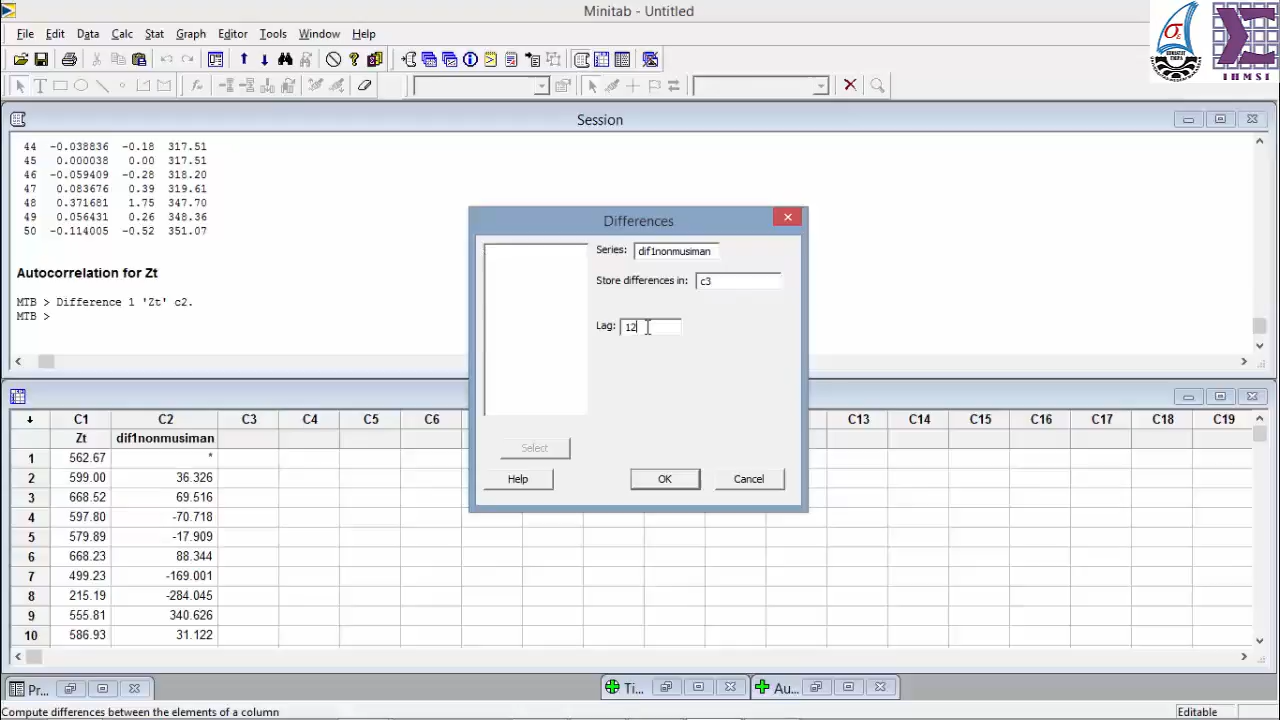 Minitab - Untitled
File Edit Data Calc Stat Graph Editor Tools Window Help
IHMSI
Session
44 -0.038836 -0.18 317.51
45 0.000038 0.00 317.51
46 -0.059409 -0.28 318.20
47 0.083676 0.39 319.61
48 0.371681 1.75 347.70
49 0.056431 0.26 348.36
50 -0.114005 -0.52 351.07
Autocorrelation for Zt
MTB > Difference 1 'Zt' c2.
MTB >
Differences
Series: dif1nonmusiman
Store differences in: c3
Lag: 12
Select
Help OK Cancel
C1 C2 C3 C4 C5 C6 C13 C14 C15 C16 C17 C18 C19
Zt dif1nonmusiman
1 562.67 *
2 599.00 36.326
3 668.52 69.516
4 597.80 -70.718
5 579.89 -17.909
6 668.23 88.344
7 499.23 -169.001
8 215.19 -284.045
9 555.81 340.626
10 586.93 31.122
Pr... Ti... Au...
Compute differences between the elements of a column
Editable